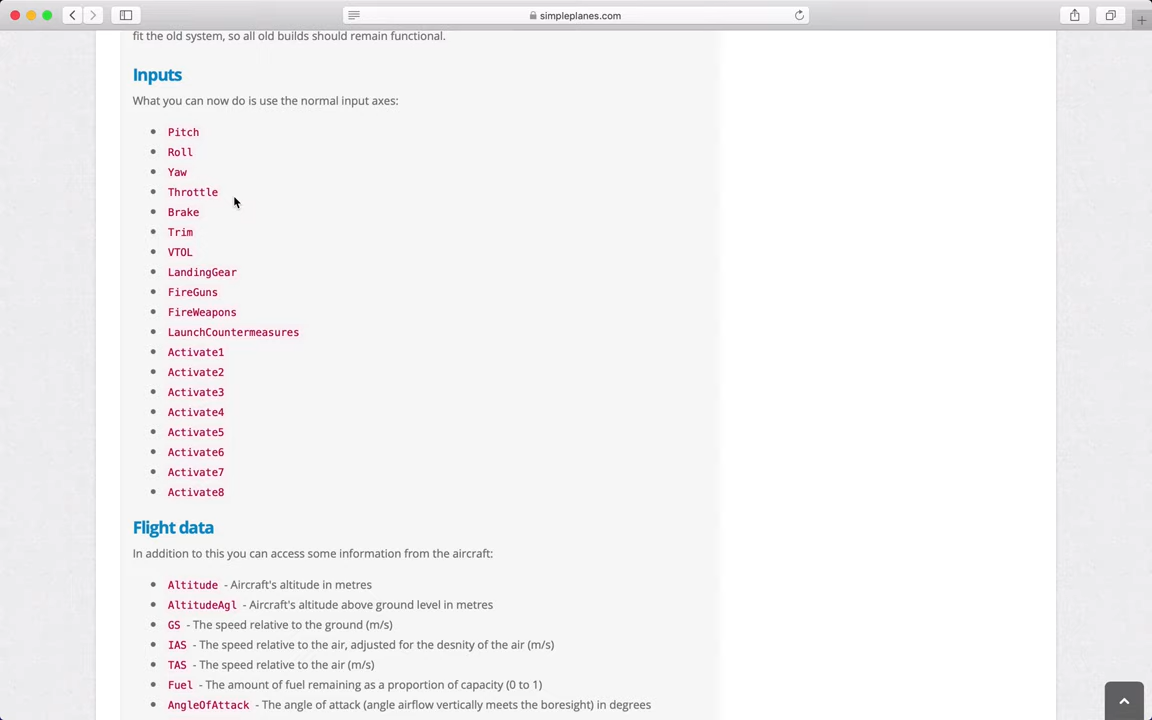 simpleplanes.com
fit the old system, so all old builds should remain functional.
Inputs
What you can now do is use the normal input axes:
Pitch
Roll
Yaw
Throttle
Brake
Trim
VTOL
LandingGear
FireGuns
FireWeapons
LaunchCountermeasures
Activate1
Activate2
Activate3
Activate4
Activate5
Activate6
Activate7
Activate8
Flight data
In addition to this you can access some information from the aircraft:
Altitude - Aircraft's altitude in metres
AltitudeAgl - Aircraft's altitude above ground level in metres
GS - The speed relative to the ground (m/s)
IAS - The speed relative to the air, adjusted for the desnity of the air (m/s)
TAS - The speed relative to the air (m/s)
Fuel - The amount of fuel remaining as a proportion of capacity (0 to 1)
AngleOfAttack - The angle of attack (angle airflow vertically meets the boresight) in degrees